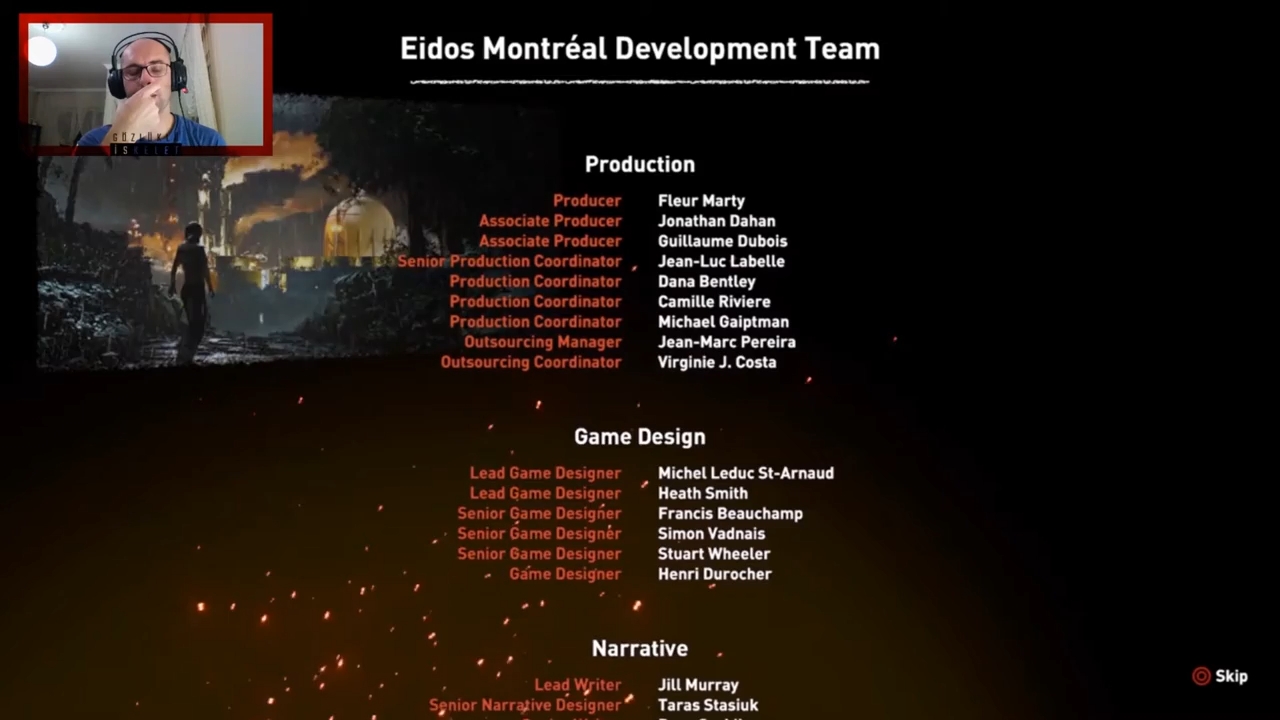 Eidos Montréal Development Team
GÖZLÜKL
İSKELET
Production
Producer Fleur Marty
Associate Producer Jonathan Dahan
Associate Producer Guillaume Dubois
Senior Production Coordinator Jean-Luc Labelle
Production Coordinator Dana Bentley
Production Coordinator Camille Riviere
Production Coordinator Michael Gaiptman
Outsourcing Manager Jean-Marc Pereira
Outsourcing Coordinator Virginie J. Costa
Game Design
Lead Game Designer Michel Leduc St-Arnaud
Lead Game Designer Heath Smith
Senior Game Designer Francis Beauchamp
Senior Game Designer Simon Vadnais
Senior Game Designer Stuart Wheeler
Game Designer Henri Durocher
Narrative
Skip
Lead Writer Jill Murray
Senior Narrative Designer Taras Stasiuk